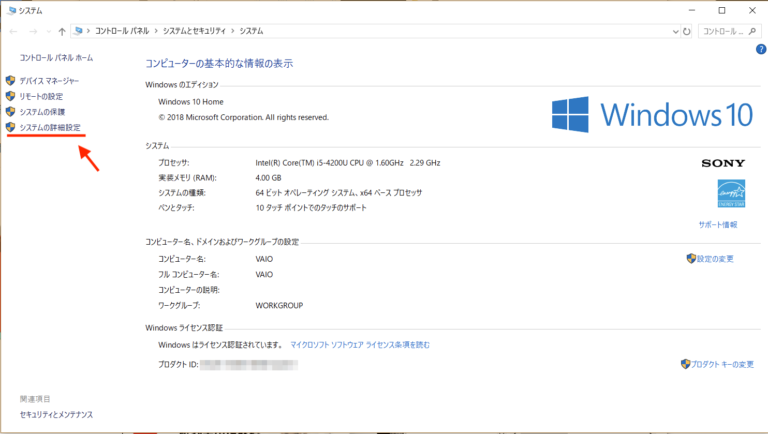 システム
コントロール パネル › システムとセキュリティ › システム
コントロール ...
コントロール パネル ホーム
デバイス マネージャー
リモートの設定
システムの保護
システムの詳細設定
コンピューターの基本的な情報の表示
Windows のエディション
Windows 10 Home
© 2018 Microsoft Corporation. All rights reserved.
Windows 10
システム
プロセッサ: Intel(R) Core(TM) i5-4200U CPU @ 1.60GHz 2.29 GHz
実装メモリ (RAM): 4.00 GB
システムの種類: 64 ビット オペレーティング システム、x64 ベース プロセッサ
ペンとタッチ: 10 タッチ ポイントでのタッチのサポート
SONY
ENERGY STAR
サポート情報
コンピューター名、ドメインおよびワークグループの設定
コンピューター名: VAIO
フル コンピューター名: VAIO
コンピューターの説明:
ワークグループ: WORKGROUP
設定の変更
Windows ライセンス認証
Windows はライセンス認証されています。 マイクロソフト ソフトウェア ライセンス条項を読む
プロダクト ID:
プロダクト キーの変更
関連項目
セキュリティとメンテナンス